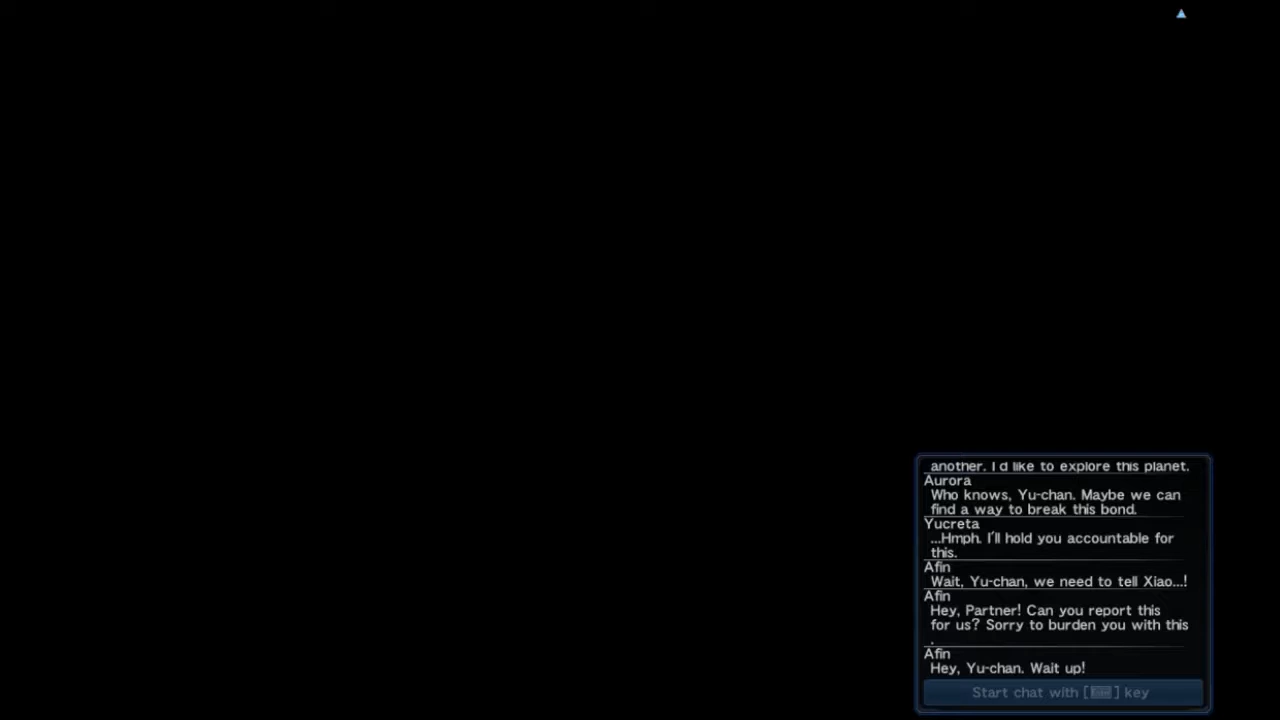 another. I d like to explore this planet.
Aurora
Who knows, Yu-chan. Maybe we can
find a way to break this bond.
Yucreta
...Hmph. I'll hold you accountable for
this.
Afin
Wait, Yu-chan, we need to tell Xiao...!
Afin
Hey, Partner! Can you report this
for us? Sorry to burden you with this
.
Afin
Hey, Yu-chan. Wait up!
Start chat with [ ] key